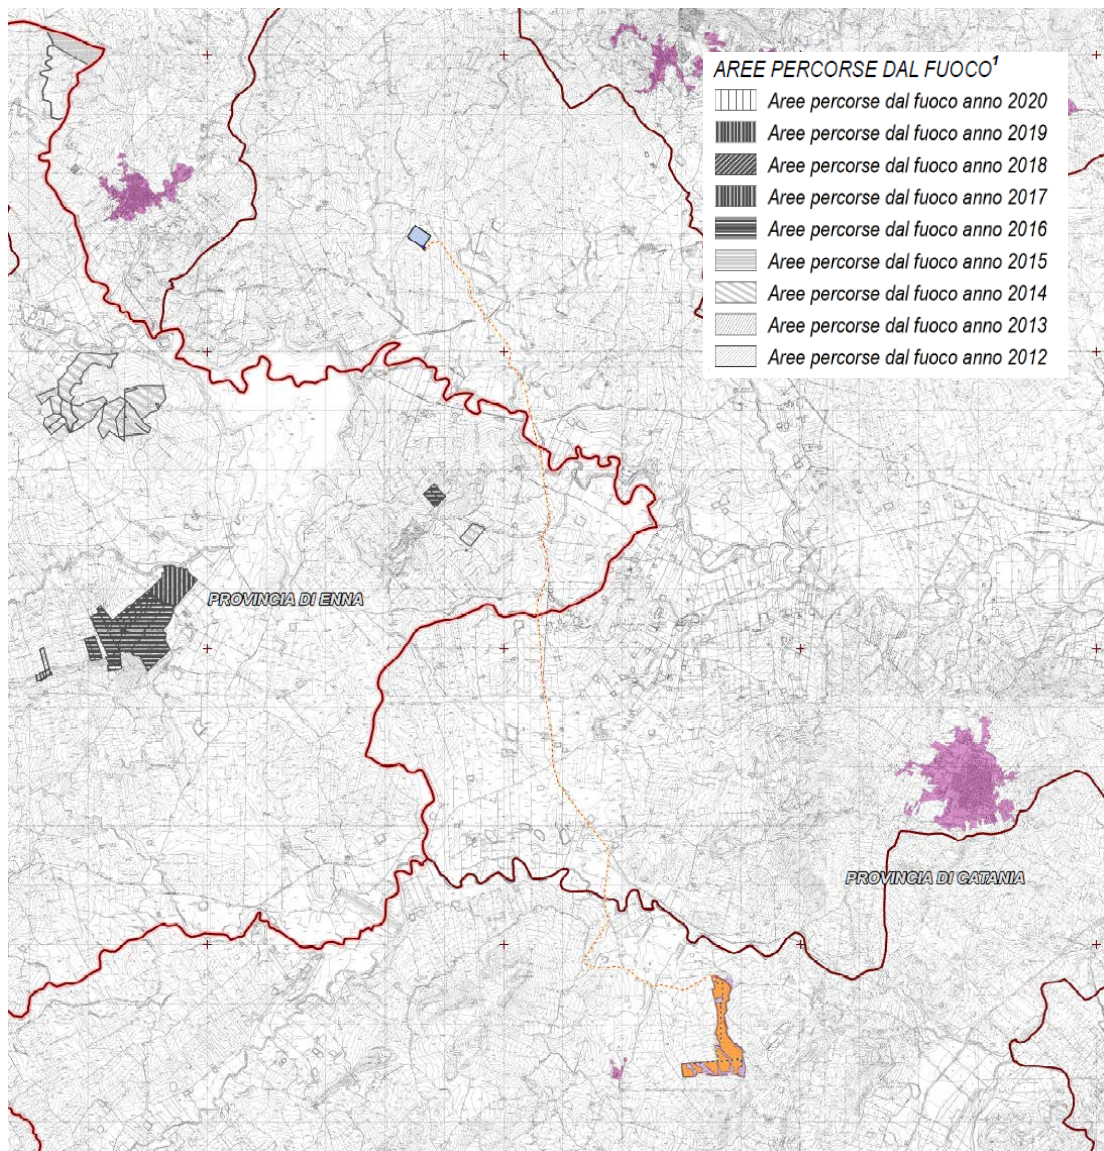 AREE PERCORSE DAL FUOCO¹
Aree percorse dal fuoco anno 2020
Aree percorse dal fuoco anno 2019
Aree percorse dal fuoco anno 2018
Aree percorse dal fuoco anno 2017
Aree percorse dal fuoco anno 2016
Aree percorse dal fuoco anno 2015
Aree percorse dal fuoco anno 2014
Aree percorse dal fuoco anno 2013
Aree percorse dal fuoco anno 2012
PROVINCIA DI ENNA
PROVINCIA DI CATANIA